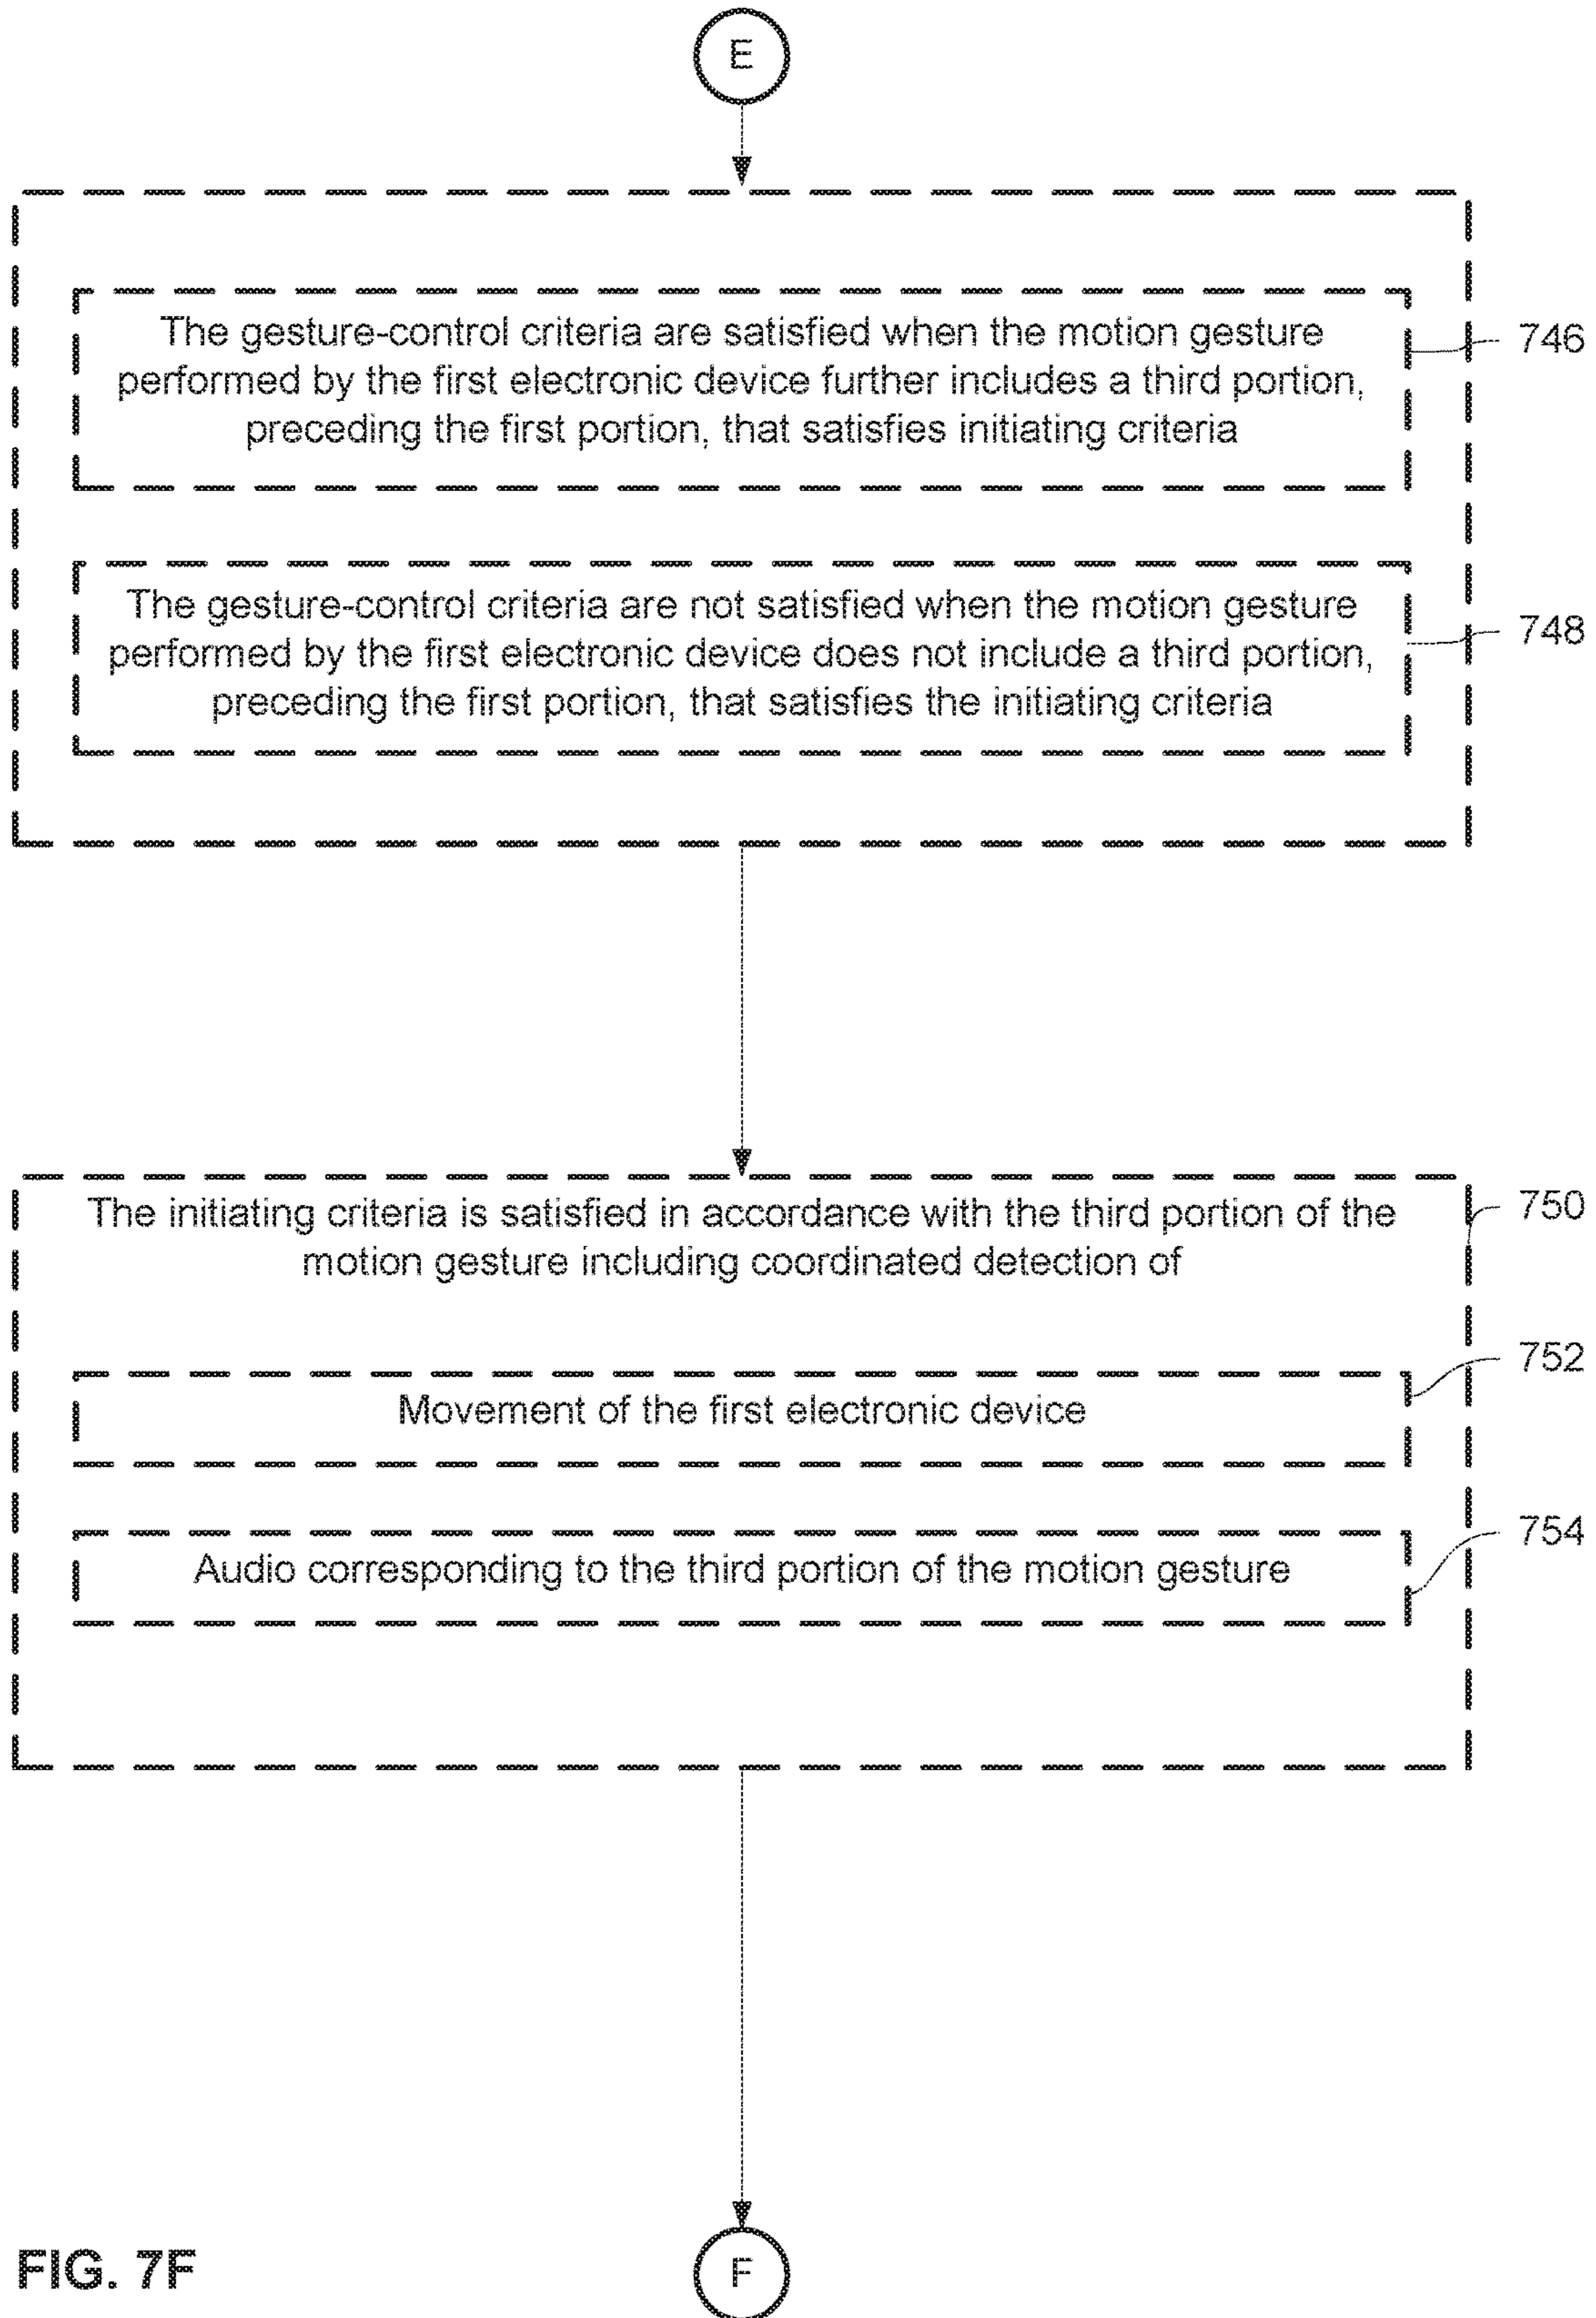 E
The gesture-control criteria are satisfied when the motion gesture
746
performed by the first electronic device further includes a third portion,
preceding the first portion, that satisfies initiating criteria
The gesture-control criteria are not satisfied when the motion gesture
748
performed by the first electronic device does not include a third portion,
preceding the first portion, that satisfies the initiating criteria
The initiating criteria is satisfied in accordance with the third portion of the
750
motion gesture including coordinated detection of
752
Movement of the first electronic device
754
Audio corresponding to the third portion of the motion gesture
FIG. 7F
F